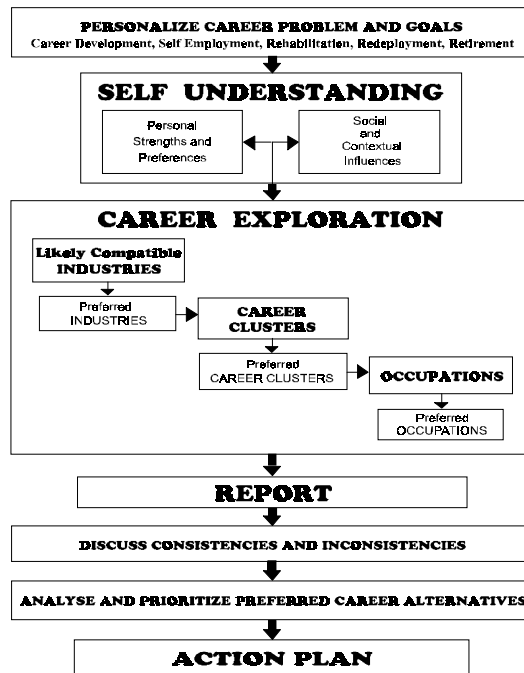 PERSONALIZE CAREER PROBLEM AND GOALS
Career Development, Self Employment, Rehabilitation, Redeployment, Retirement
SELF UNDERSTANDING
Personal
Strengths and
Preferences
Social
and
Contextual
Influences
CAREER EXPLORATION
Likely Compatible
INDUSTRIES
Preferred
INDUSTRIES
CAREER
CLUSTERS
Preferred
CAREER CLUSTERS
OCCUPATIONS
Preferred
OCCUPATIONS
REPORT
DISCUSS CONSISTENCIES AND INCONSISTENCIES
ANALYSE AND PRIORITIZE PREFERRED CAREER ALTERNATIVES
ACTION PLAN